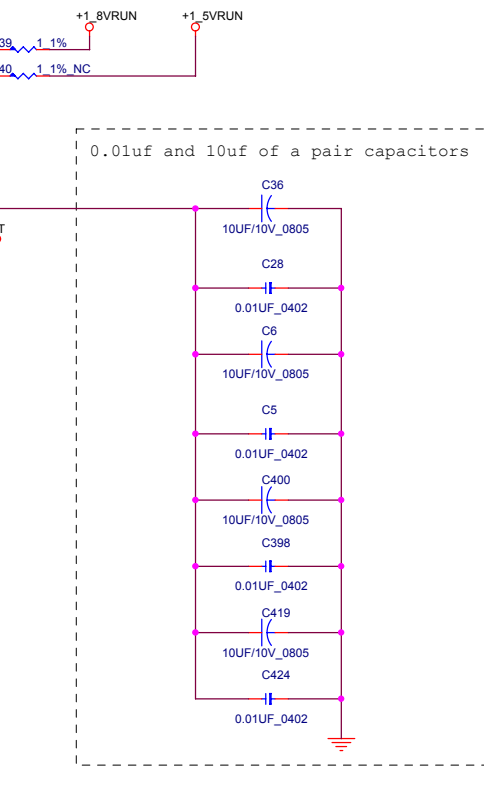 +1_8VRUN +1_5VRUN
39 1_1%
40 1_1%_NC
0.01uf and 10uf of a pair capacitors
T
C36
10UF/10V_0805
C28
0.01UF_0402
C6
10UF/10V_0805
C5
0.01UF_0402
C400
10UF/10V_0805
C398
0.01UF_0402
C419
10UF/10V_0805
C424
0.01UF_0402